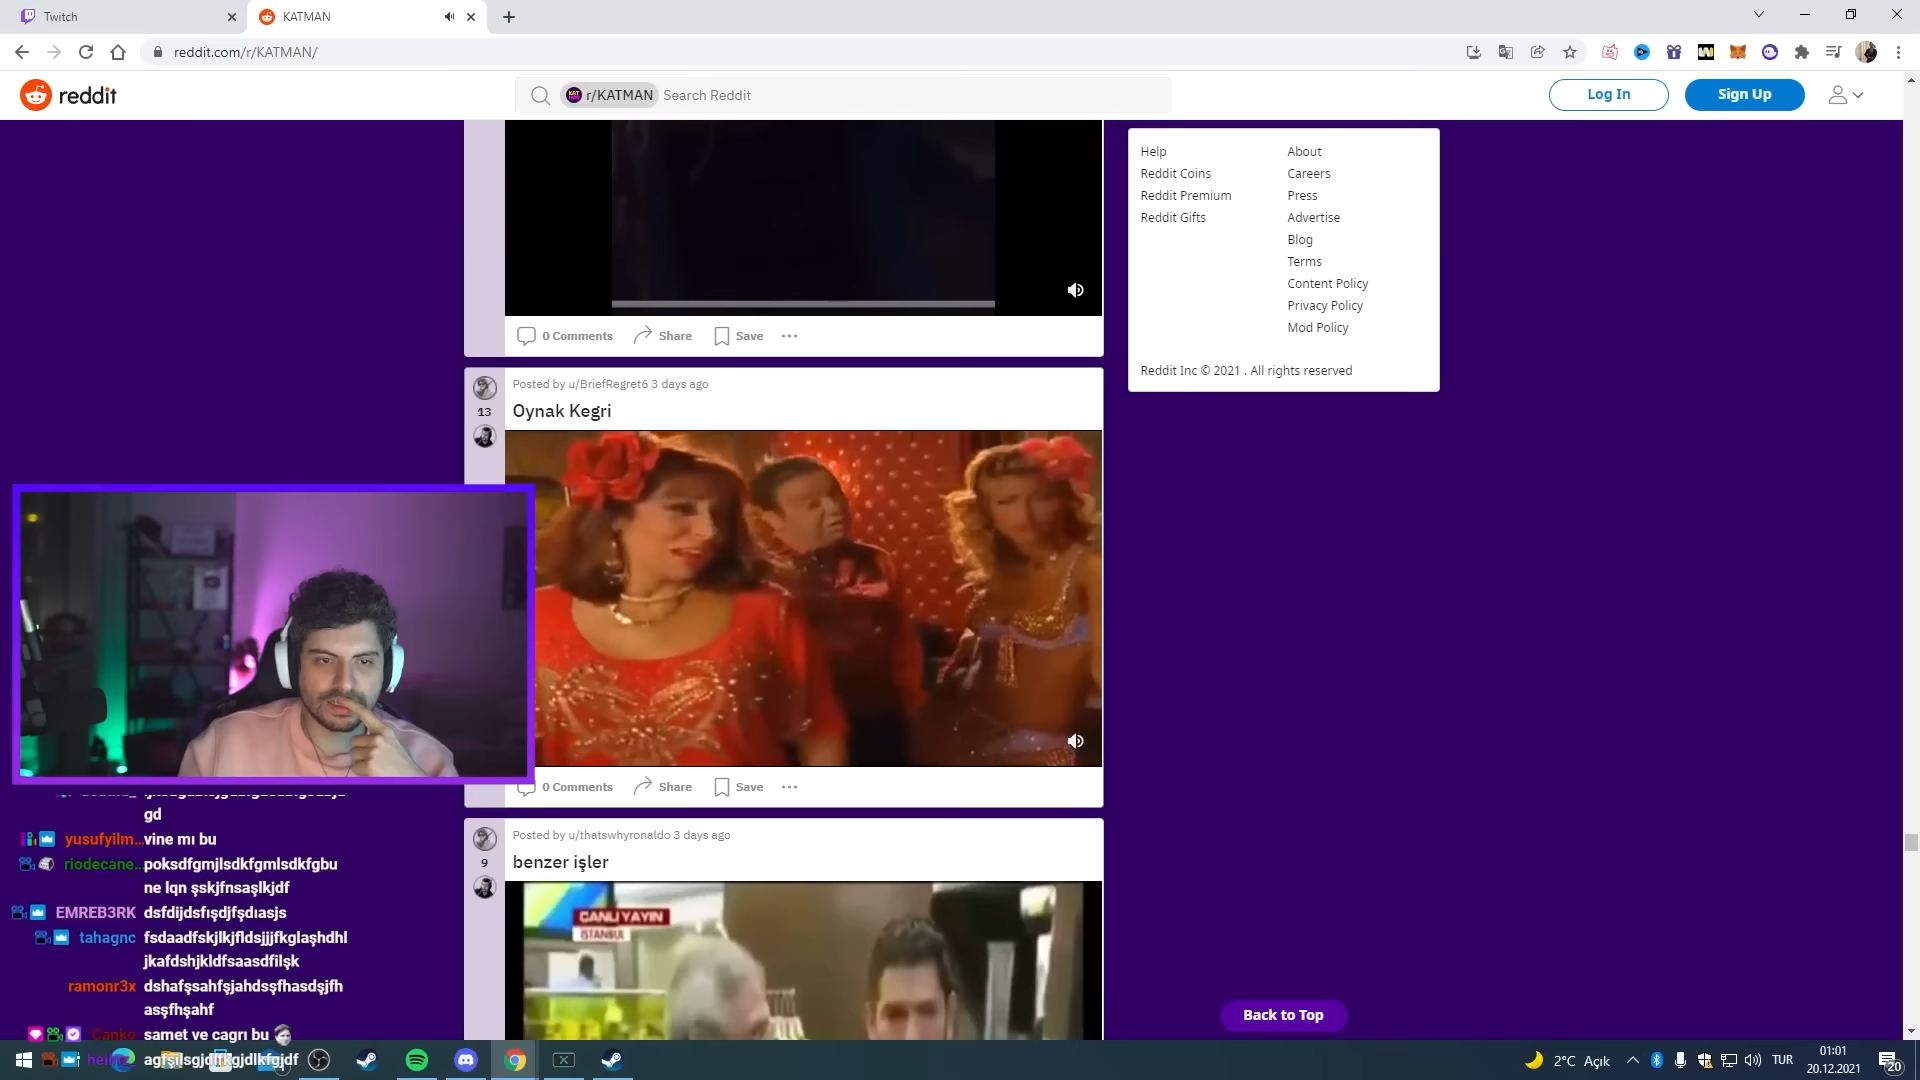 Twitch
KATMAN
reddit.com/r/KATMAN/
reddit
r/KATMAN
Search Reddit
Log In
Sign Up
Help
About
Reddit Coins
Careers
Reddit Premium
Press
Reddit Gifts
Advertise
Blog
Terms
Content Policy
Privacy Policy
Mod Policy
Reddit Inc © 2021 . All rights reserved
0 Comments
Share
Save
Posted by u/BriefRegret6 3 days ago
13
Oynak Kegri
0 Comments
Share
Save
Posted by u/thatswhyronaldo 3 days ago
9
benzer işler
CANLI YAYIN
İSTANBUL
gd
yusufyilm... vine mı bu
riodecane... poksdfgmjlsdkfgmlsdkfgbu
ne lqn şskjfnsaşlkjdf
EMREB3RK dsfdijdsfışdjfşdıasjs
tahagnc fsdaadfskjlkjfldsjjjfkglaşhdhl
jkafdshjkldfsaasdfilşk
ramonr3x dshafşsahfşjahdsşfhasdşjfh
asşfhşahf
Canko samet ve cagrı bu
Back to Top
2°C Açık
TUR
01:01
20.12.2021
20